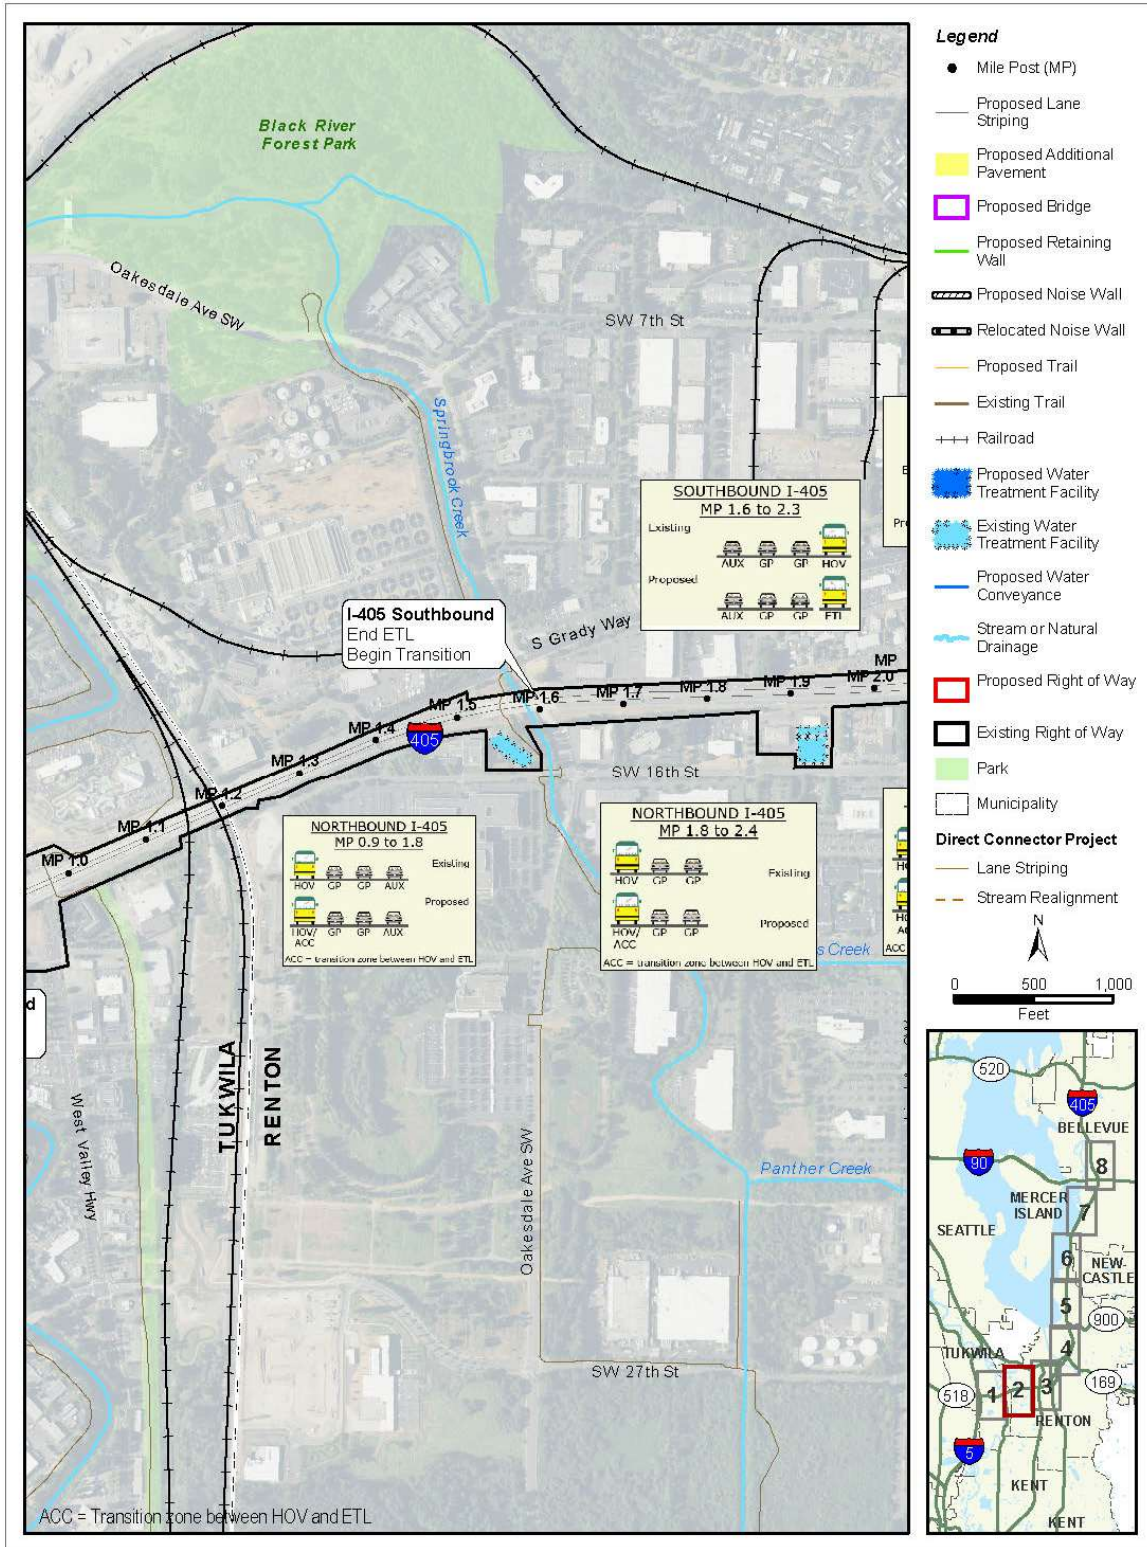 Black River
Forest Park
Oakesdale Ave SW
SW 7th St
Springbrook Creek
SOUTHBOUND I-405
MP 1.6 to 2.3
Existing
AUX GP GP HOV
Proposed
AUX GP GP ETL
I-405 Southbound
End ETL
Begin Transition
S Grady Way
MP
MP 2.0
MP 1.9
MP 1.8
MP 1.7
MP 1.6
MP 1.5
MP 1.4
405
MP 1.3
MP 1.2
MP 1.1
MP 1.0
SW 16th St
NORTHBOUND I-405
MP 0.9 to 1.8
Existing
HOV GP GP AUX
Proposed
HOV/ GP GP AUX
ACC
ACC = transition zone between HOV and ETL
NORTHBOUND I-405
MP 1.8 to 2.4
Existing
HOV GP GP
Proposed
HOV/ GP GP
ACC
ACC = transition zone between HOV and ETL
s Creek
ACC
d
TUKWILA
RENTON
West Valley Hwy
Oakesdale Ave SW
Panther Creek
SW 27th St
ACC = Transition zone between HOV and ETL
Legend
Mile Post (MP)
Proposed Lane
Striping
Proposed Additional
Pavement
Proposed Bridge
Proposed Retaining
Wall
Proposed Noise Wall
Relocated Noise Wall
Proposed Trail
Existing Trail
Railroad
Proposed Water
Treatment Facility
Existing Water
Treatment Facility
Proposed Water
Conveyance
Stream or Natural
Drainage
Proposed Right of Way
Existing Right of Way
Park
Municipality
Direct Connector Project
Lane Striping
Stream Realignment
N
0 500 1,000
Feet
520
405
BELLEVUE
90
8
MERCER
ISLAND
7
SEATTLE
6
NEW-
CASTLE
5
900
4
TUKWILA
518
1
2
3
169
RENTON
5
KENT
KENT